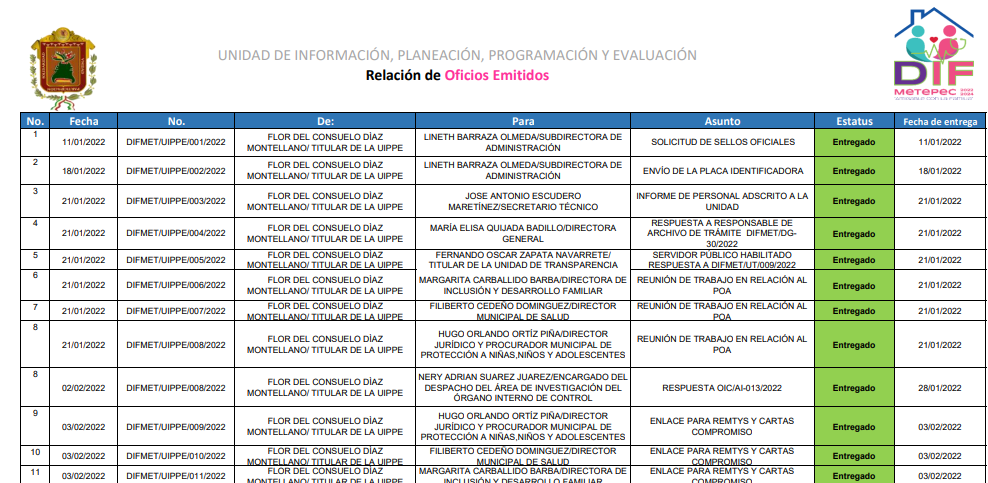 UNIDAD DE INFORMACIÓN, PLANEACIÓN, PROGRAMACIÓN Y EVALUACIÓN
Relación de Oficios Emitidos
DIF
METEPEC 2022 2024
No. Fecha No. De: Para Asunto Estatus Fecha de entrega
1 11/01/2022 DIFMET/UIPPE/001/2022 FLOR DEL CONSUELO DÍAZ MONTELLANO/ TITULAR DE LA UIPPE LINETH BARRAZA OLMEDA/SUBDIRECTORA DE ADMINISTRACIÓN SOLICITUD DE SELLOS OFICIALES Entregado 11/01/2022
2 18/01/2022 DIFMET/UIPPE/002/2022 FLOR DEL CONSUELO DÍAZ MONTELLANO/ TITULAR DE LA UIPPE LINETH BARRAZA OLMEDA/SUBDIRECTORA DE ADMINISTRACIÓN ENVÍO DE LA PLACA IDENTIFICADORA Entregado 18/01/2022
3 21/01/2022 DIFMET/UIPPE/003/2022 FLOR DEL CONSUELO DÍAZ MONTELLANO/ TITULAR DE LA UIPPE JOSE ANTONIO ESCUDERO MARETÍNEZ/SECRETARIO TÉCNICO INFORME DE PERSONAL ADSCRITO A LA UNIDAD Entregado 21/01/2022
4 21/01/2022 DIFMET/UIPPE/004/2022 FLOR DEL CONSUELO DÍAZ MONTELLANO/ TITULAR DE LA UIPPE MARÍA ELISA QUIJADA BADILLO/DIRECTORA GENERAL RESPUESTA A RESPONSABLE DE ARCHIVO DE TRÁMITE DIFMET/DG-30/2022 Entregado 21/01/2022
5 21/01/2022 DIFMET/UIPPE/005/2022 FLOR DEL CONSUELO DÍAZ MONTELLANO/ TITULAR DE LA UIPPE FERNANDO OSCAR ZAPATA NAVARRETE/ TITULAR DE LA UNIDAD DE TRANSPARENCIA SERVIDOR PÚBLICO HABILITADO RESPUESTA A DIFMET/UT/009/2022 Entregado 21/01/2022
6 21/01/2022 DIFMET/UIPPE/006/2022 FLOR DEL CONSUELO DÍAZ MONTELLANO/ TITULAR DE LA UIPPE MARGARITA CARBALLIDO BARBA/DIRECTORA DE INCLUSIÓN Y DESARROLLO FAMILIAR REUNIÓN DE TRABAJO EN RELACIÓN AL POA Entregado 21/01/2022
7 21/01/2022 DIFMET/UIPPE/007/2022 FLOR DEL CONSUELO DÍAZ MONTELLANO/ TITULAR DE LA UIPPE FILIBERTO CEDEÑO DOMINGUEZ/DIRECTOR MUNICIPAL DE SALUD REUNIÓN DE TRABAJO EN RELACIÓN AL POA Entregado 21/01/2022
8 21/01/2022 DIFMET/UIPPE/008/2022 FLOR DEL CONSUELO DÍAZ MONTELLANO/ TITULAR DE LA UIPPE HUGO ORLANDO ORTÍZ PIÑA/DIRECTOR JURÍDICO Y PROCURADOR MUNICIPAL DE PROTECCIÓN A NIÑAS,NIÑOS Y ADOLESCENTES REUNIÓN DE TRABAJO EN RELACIÓN AL POA Entregado 21/01/2022
8 02/02/2022 DIFMET/UIPPE/008/2022 FLOR DEL CONSUELO DÍAZ MONTELLANO/ TITULAR DE LA UIPPE NERY ADRIAN SUAREZ JUAREZ/ENCARGADO DEL DESPACHO DEL ÁREA DE INVESTIGACIÓN DEL ÓRGANO INTERNO DE CONTROL RESPUESTA OIC/AI-013/2022 Entregado 28/01/2022
9 03/02/2022 DIFMET/UIPPE/009/2022 FLOR DEL CONSUELO DÍAZ MONTELLANO/ TITULAR DE LA UIPPE HUGO ORLANDO ORTÍZ PIÑA/DIRECTOR JURÍDICO Y PROCURADOR MUNICIPAL DE PROTECCIÓN A NIÑAS,NIÑOS Y ADOLESCENTES ENLACE PARA REMTYS Y CARTAS COMPROMISO Entregado 03/02/2022
10 03/02/2022 DIFMET/UIPPE/010/2022 FLOR DEL CONSUELO DÍAZ MONTELLANO/ TITULAR DE LA UIPPE FILIBERTO CEDEÑO DOMINGUEZ/DIRECTOR MUNICIPAL DE SALUD ENLACE PARA REMTYS Y CARTAS COMPROMISO Entregado 03/02/2022
11 03/02/2022 DIFMET/UIPPE/011/2022 FLOR DEL CONSUELO DÍAZ MONTELLANO/ TITULAR DE LA UIPPE MARGARITA CARBALLIDO BARBA/DIRECTORA DE INCLUSIÓN Y DESARROLLO FAMILIAR ENLACE PARA REMTYS Y CARTAS COMPROMISO Entregado 03/02/2022